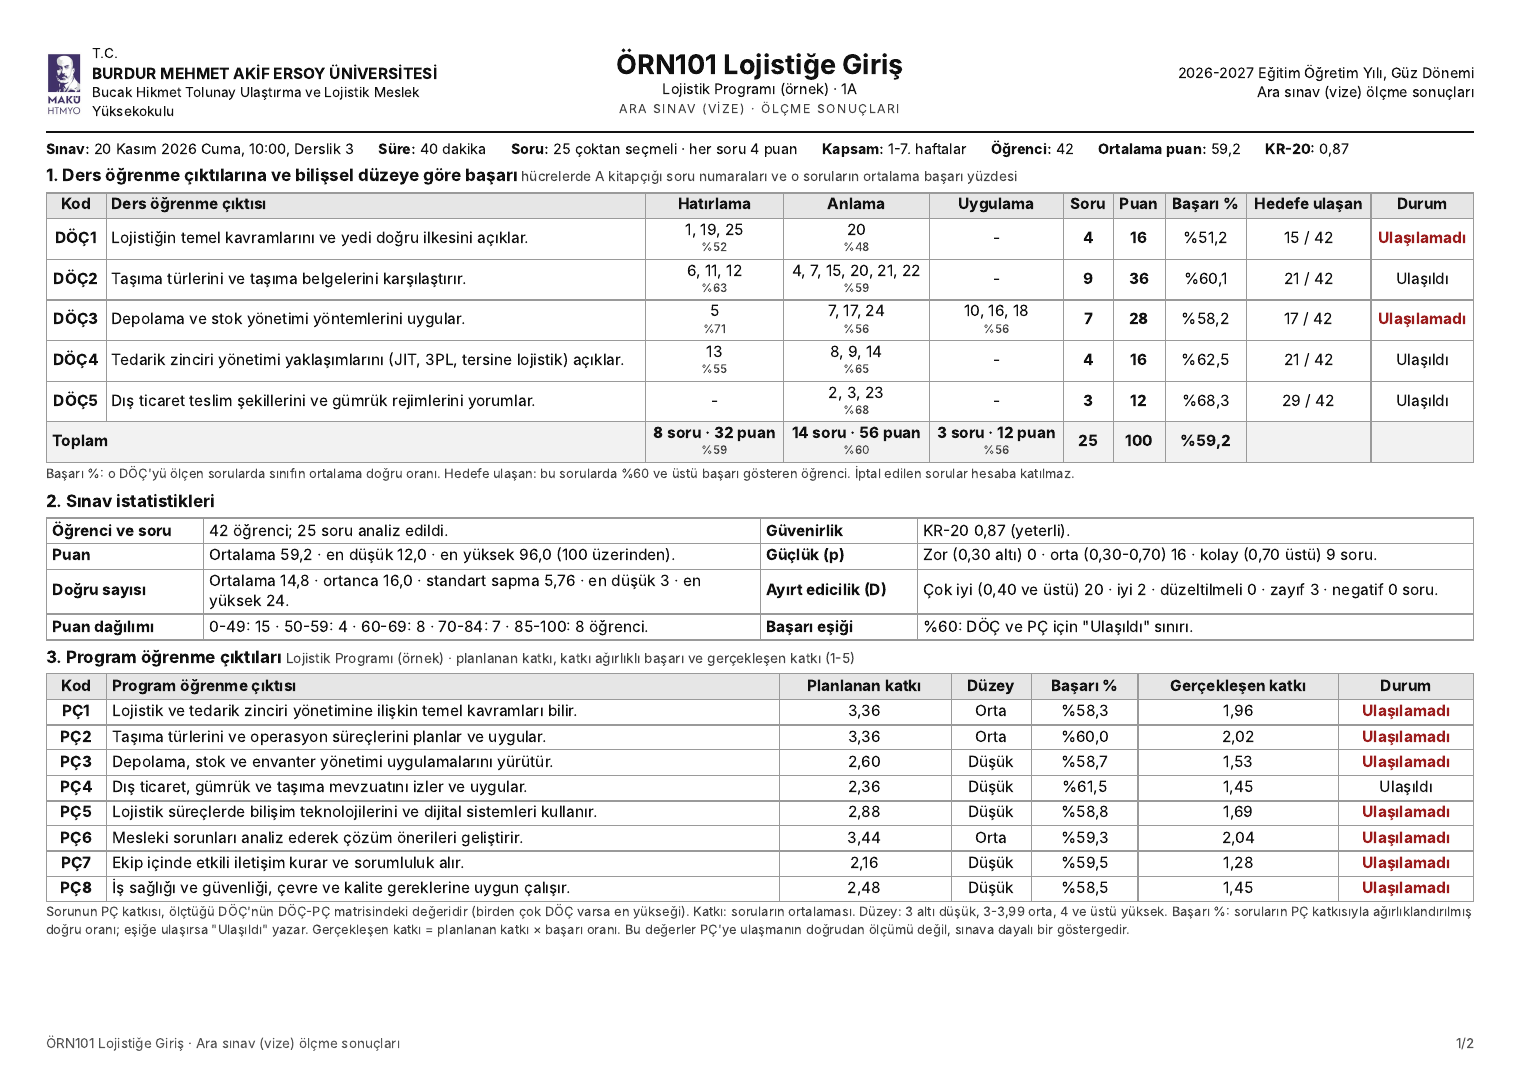 T.C.
BURDUR MEHMET AKİF ERSOY ÜNİVERSİTESİ
Bucak Hikmet Tolunay Ulaştırma ve Lojistik Meslek
Yüksekokulu
MAKÜ
HTMYO
ÖRN101 Lojistiğe Giriş
Lojistik Programı (örnek) · 1A
ARA SINAV (VİZE) · ÖLÇME SONUÇLARI
2026-2027 Eğitim Öğretim Yılı, Güz Dönemi
Ara sınav (vize) ölçme sonuçları
Sınav: 20 Kasım 2026 Cuma, 10:00, Derslik 3 Süre: 40 dakika Soru: 25 çoktan seçmeli · her soru 4 puan Kapsam: 1-7. haftalar Öğrenci: 42 Ortalama puan: 59,2 KR-20: 0,87
1. Ders öğrenme çıktılarına ve bilişsel düzeye göre başarı hücrelerde A kitapçığı soru numaraları ve o soruların ortalama başarı yüzdesi
Kod Ders öğrenme çıktısı Hatırlama Anlama Uygulama Soru Puan Başarı % Hedefe ulaşan Durum
DÖÇ1 Lojistiğin temel kavramlarını ve yedi doğru ilkesini açıklar. 1, 19, 25 20 - 4 16 %51,2 15 / 42 Ulaşılamadı
%52 %48
DÖÇ2 Taşıma türlerini ve taşıma belgelerini karşılaştırır. 6, 11, 12 4, 7, 15, 20, 21, 22 - 9 36 %60,1 21 / 42 Ulaşıldı
%63 %59
DÖÇ3 Depolama ve stok yönetimi yöntemlerini uygular. 5 7, 17, 24 10, 16, 18 7 28 %58,2 17 / 42 Ulaşılamadı
%71 %56 %56
DÖÇ4 Tedarik zinciri yönetimi yaklaşımlarını (JIT, 3PL, tersine lojistik) açıklar. 13 8, 9, 14 - 4 16 %62,5 21 / 42 Ulaşıldı
%55 %65
DÖÇ5 Dış ticaret teslim şekillerini ve gümrük rejimlerini yorumlar. - 2, 3, 23 - 3 12 %68,3 29 / 42 Ulaşıldı
%68
Toplam 8 soru · 32 puan 14 soru · 56 puan 3 soru · 12 puan 25 100 %59,2
%59 %60 %56
Başarı %: o DÖÇ'yü ölçen sorularda sınıfın ortalama doğru oranı. Hedefe ulaşan: bu sorularda %60 ve üstü başarı gösteren öğrenci. İptal edilen sorular hesaba katılmaz.
2. Sınav istatistikleri
Öğrenci ve soru 42 öğrenci; 25 soru analiz edildi. Güvenirlik KR-20 0,87 (yeterli).
Puan Ortalama 59,2 · en düşük 12,0 · en yüksek 96,0 (100 üzerinden). Güçlük (p) Zor (0,30 altı) 0 · orta (0,30-0,70) 16 · kolay (0,70 üstü) 9 soru.
Doğru sayısı Ortalama 14,8 · ortanca 16,0 · standart sapma 5,76 · en düşük 3 · en
yüksek 24. Ayırt edicilik (D) Çok iyi (0,40 ve üstü) 20 · iyi 2 · düzeltilmeli 0 · zayıf 3 · negatif 0 soru.
Puan dağılımı 0-49: 15 · 50-59: 4 · 60-69: 8 · 70-84: 7 · 85-100: 8 öğrenci. Başarı eşiği %60: DÖÇ ve PÇ için "Ulaşıldı" sınırı.
3. Program öğrenme çıktıları Lojistik Programı (örnek) · planlanan katkı, katkı ağırlıklı başarı ve gerçekleşen katkı (1-5)
Kod Program öğrenme çıktısı Planlanan katkı Düzey Başarı % Gerçekleşen katkı Durum
PÇ1 Lojistik ve tedarik zinciri yönetimine ilişkin temel kavramları bilir. 3,36 Orta %58,3 1,96 Ulaşılamadı
PÇ2 Taşıma türlerini ve operasyon süreçlerini planlar ve uygular. 3,36 Orta %60,0 2,02 Ulaşılamadı
PÇ3 Depolama, stok ve envanter yönetimi uygulamalarını yürütür. 2,60 Düşük %58,7 1,53 Ulaşılamadı
PÇ4 Dış ticaret, gümrük ve taşıma mevzuatını izler ve uygular. 2,36 Düşük %61,5 1,45 Ulaşıldı
PÇ5 Lojistik süreçlerde bilişim teknolojilerini ve dijital sistemleri kullanır. 2,88 Düşük %58,8 1,69 Ulaşılamadı
PÇ6 Mesleki sorunları analiz ederek çözüm önerileri geliştirir. 3,44 Orta %59,3 2,04 Ulaşılamadı
PÇ7 Ekip içinde etkili iletişim kurar ve sorumluluk alır. 2,16 Düşük %59,5 1,28 Ulaşılamadı
PÇ8 İş sağlığı ve güvenliği, çevre ve kalite gereklerine uygun çalışır. 2,48 Düşük %58,5 1,45 Ulaşılamadı
Sorunun PÇ katkısı, ölçtüğü DÖÇ'nün DÖÇ-PÇ matrisindeki değeridir (birden çok DÖÇ varsa en yükseği). Katkı: soruların ortalaması. Düzey: 3 altı düşük, 3-3,99 orta, 4 ve üstü yüksek. Başarı %: soruların PÇ katkısıyla ağırlıklandırılmış
doğru oranı; eşiğe ulaşırsa "Ulaşıldı" yazar. Gerçekleşen katkı = planlanan katkı × başarı oranı. Bu değerler PÇ'ye ulaşmanın doğrudan ölçümü değil, sınava dayalı bir göstergedir.
ÖRN101 Lojistiğe Giriş · Ara sınav (vize) ölçme sonuçları 1/2